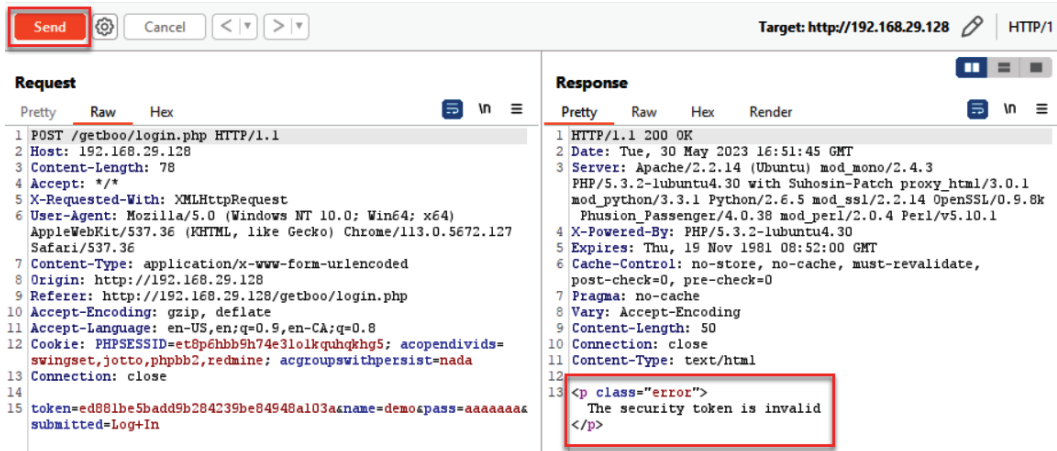 Send
Cancel
<
>
Target: http://192.168.29.128
HTTP/1
Request
Pretty Raw Hex
\n
1 POST /getboo/login.php HTTP/1.1
2 Host: 192.168.29.128
3 Content-Length: 78
4 Accept: */*
5 X-Requested-With: XMLHttpRequest
6 User-Agent: Mozilla/5.0 (Windows NT 10.0; Win64; x64)
AppleWebKit/537.36 (KHTML, like Gecko) Chrome/113.0.5672.127
Safari/537.36
7 Content-Type: application/x-www-form-urlencoded
8 Origin: http://192.168.29.128
9 Referer: http://192.168.29.128/getboo/login.php
10 Accept-Encoding: gzip, deflate
11 Accept-Language: en-US,en;q=0.9,en-CA;q=0.8
12 Cookie: PHPSESSID=et8p6hbb9h74e3lolkquhqkhg5; acopendivids=
swingset,jotto,phpbb2,redmine; acgroupswithpersist=nada
13 Connection: close
14
15 token=ed881be5badd9b284239be84948a103a&name=demo&pass=aaaaaaa&
submitted=Log+In
Response
Pretty Raw Hex Render
\n
1 HTTP/1.1 200 OK
2 Date: Tue, 30 May 2023 16:51:45 GMT
3 Server: Apache/2.2.14 (Ubuntu) mod_mono/2.4.3
PHP/5.3.2-1ubuntu4.30 with Suhosin-Patch proxy_html/3.0.1
mod_python/3.3.1 Python/2.6.5 mod_ssl/2.2.14 OpenSSL/0.9.8k
Phusion_Passenger/4.0.38 mod_perl/2.0.4 Perl/v5.10.1
4 X-Powered-By: PHP/5.3.2-1ubuntu4.30
5 Expires: Thu, 19 Nov 1981 08:52:00 GMT
6 Cache-Control: no-store, no-cache, must-revalidate,
post-check=0, pre-check=0
7 Pragma: no-cache
8 Vary: Accept-Encoding
9 Content-Length: 50
10 Connection: close
11 Content-Type: text/html
12
13 <p class="error">
The security token is invalid
</p>